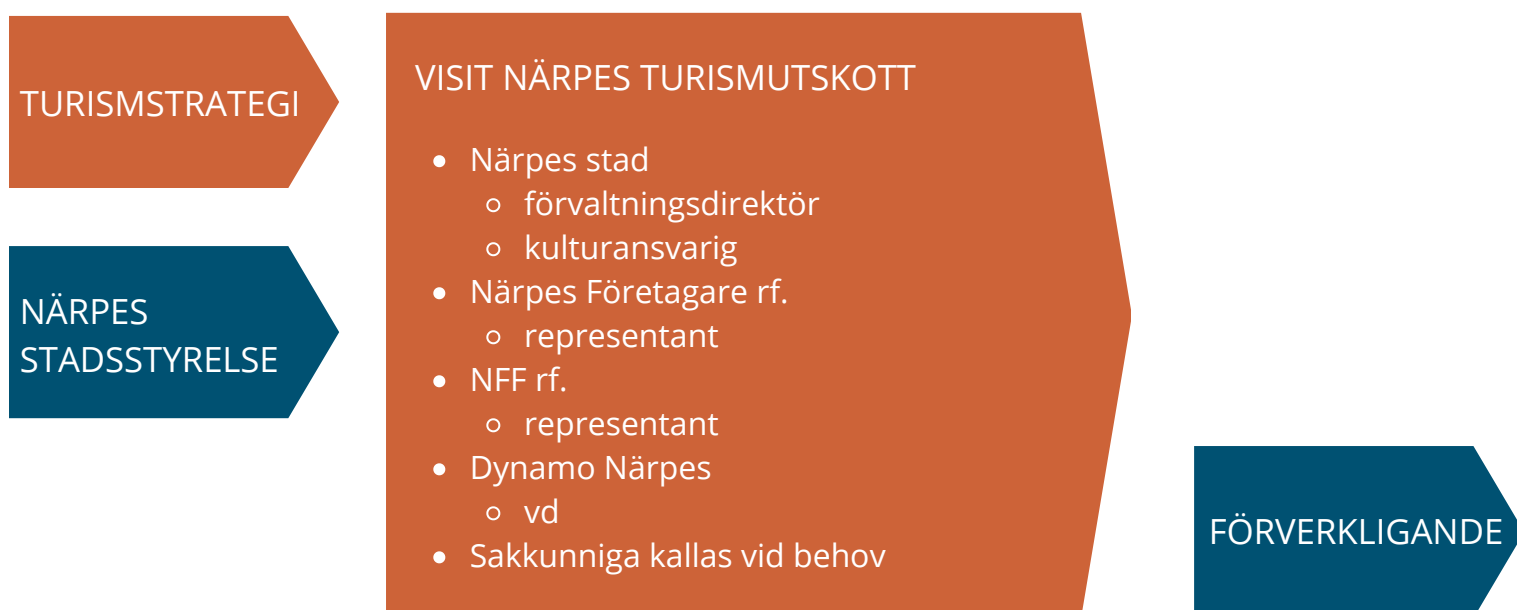 TURISMSTRATEGI
NÄRPES
STADSSTYRELSE
VISIT NÄRPES TURISMUTSKOTT
• Närpes stad
◦ förvaltningsdirektör
◦ kulturansvarig
• Närpes Företagare rf.
◦ representant
• NFF rf.
◦ representant
• Dynamo Närpes
◦ vd
• Sakkunniga kallas vid behov
FÖRVERKLIGANDE